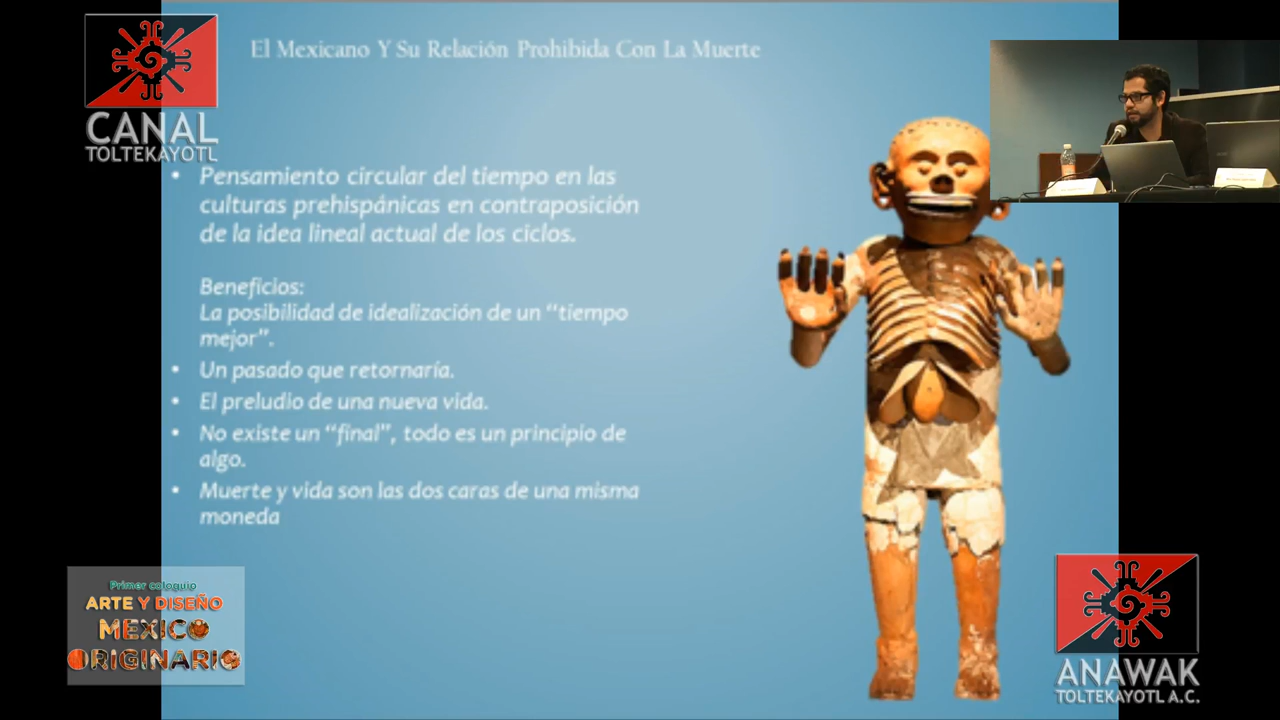 El Mexicano Y Su Relación Prohibida Con La Muerte
CANAL
TOLTEKAYOTL
• Pensamiento circular del tiempo en las
culturas prehispánicas en contraposición
de la idea lineal actual de los ciclos.
Beneficios:
La posibilidad de idealización de un “tiempo
mejor”.
• Un pasado que retornaría.
• El preludio de una nueva vida.
• No existe un “final”, todo es un principio de
algo.
• Muerte y vida son las dos caras de una misma
moneda
Primer coloquio
ARTE Y DISEÑO
MEXICO
ORIGINARIO
ANAWAK
TOLTEKAYOTL A.C.